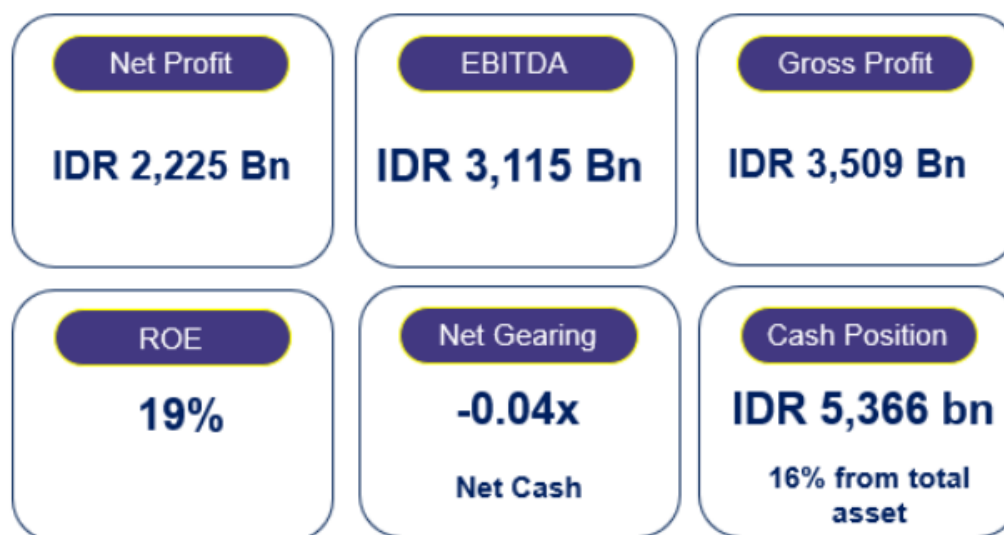 Net Profit
EBITDA
Gross Profit
IDR 2,225 Bn
IDR 3,115 Bn
IDR 3,509 Bn
ROE
Net Gearing
Cash Position
19%
-0.04x
IDR 5,366 bn
Net Cash
16% from total
asset